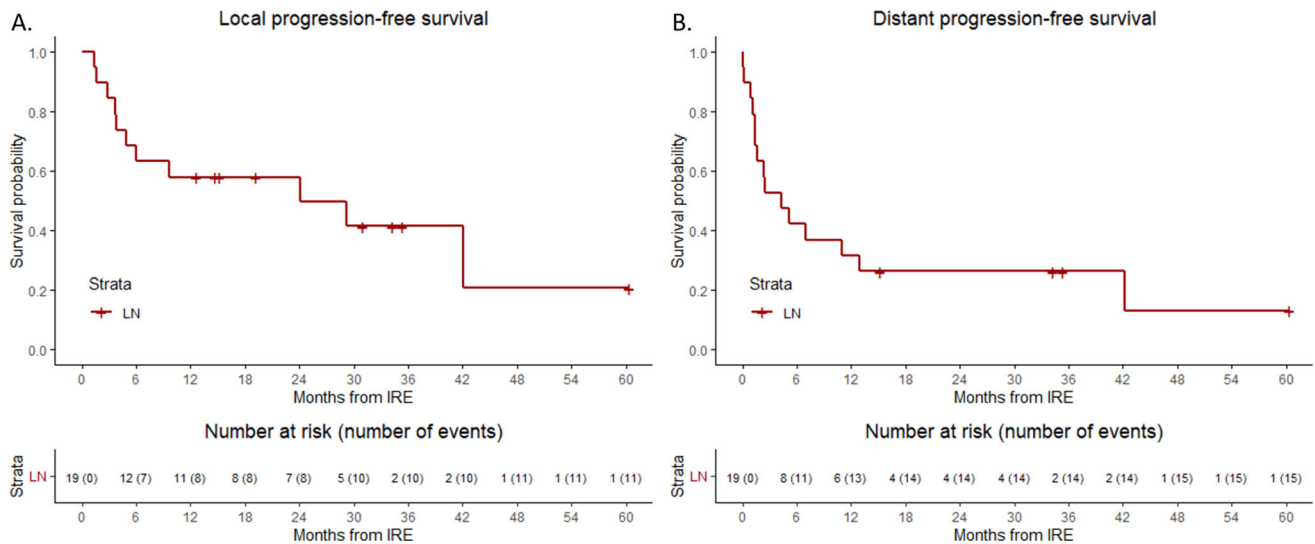 A.
Local progression-free survival
Survival probability
1.0
0.8
0.6
0.4
0.2
0.0
Strata
LN
0 6 12 18 24 30 36 42 48 54 60
Months from IRE
Number at risk (number of events)
Strata
LN
19 (0) 12 (7) 11 (8) 8 (8) 7 (8) 5 (10) 2 (10) 2 (10) 1 (11) 1 (11) 1 (11)
0 6 12 18 24 30 36 42 48 54 60
Months from IRE
B.
Distant progression-free survival
Survival probability
1.0
0.8
0.6
0.4
0.2
0.0
Strata
LN
0 6 12 18 24 30 36 42 48 54 60
Months from IRE
Number at risk (number of events)
Strata
LN
19 (0) 8 (11) 6 (13) 4 (14) 4 (14) 4 (14) 2 (14) 2 (14) 1 (15) 1 (15) 1 (15)
0 6 12 18 24 30 36 42 48 54 60
Months from IRE